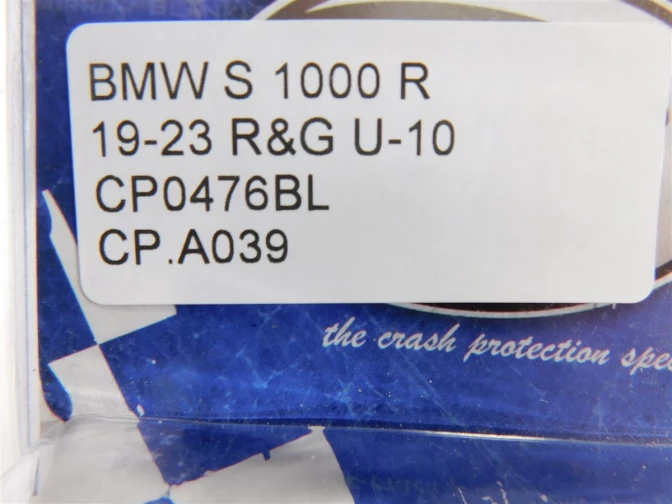 BMW S 1000 R
19-23 R&G U-10
CP0476BL
CP.A039
the crash protection spe